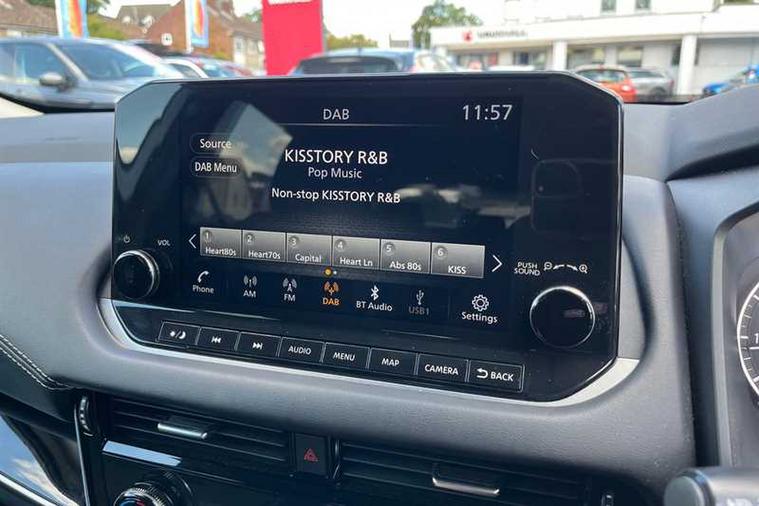 VAUXHALL
DAB 11:57
Source
KISSTORY R&B
DAB Menu
Pop Music
Non-stop KISSTORY R&B
1 2 3 4 5 6
Heart80s Heart70s Capital Heart Ln Abs 80s KISS
VOL
PUSH
SOUND
Phone AM FM DAB BT Audio USB1 Settings
AUDIO MENU MAP CAMERA BACK